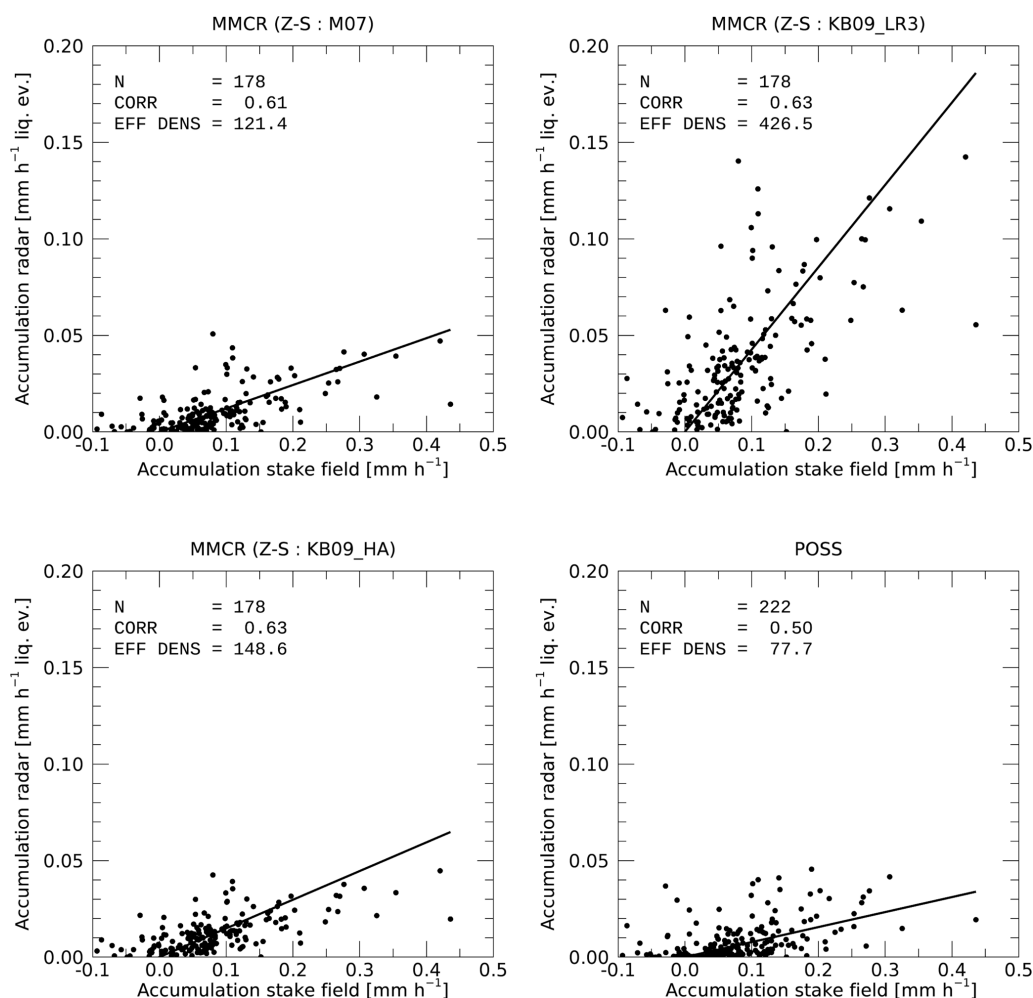 MMCR (Z-S : M07)
0.20
0.15
0.10
0.05
0.00
N = 178
CORR = 0.61
EFF DENS = 121.4
Accumulation radar [mm h⁻¹ liq. ev.]
-0.1 0.0 0.1 0.2 0.3 0.4 0.5
Accumulation stake field [mm h⁻¹]
MMCR (Z-S : KB09_LR3)
0.20
0.15
0.10
0.05
0.00
N = 178
CORR = 0.63
EFF DENS = 426.5
Accumulation radar [mm h⁻¹ liq. ev.]
-0.1 0.0 0.1 0.2 0.3 0.4 0.5
Accumulation stake field [mm h⁻¹]
MMCR (Z-S : KB09_HA)
0.20
0.15
0.10
0.05
0.00
N = 178
CORR = 0.63
EFF DENS = 148.6
Accumulation radar [mm h⁻¹ liq. ev.]
-0.1 0.0 0.1 0.2 0.3 0.4 0.5
Accumulation stake field [mm h⁻¹]
POSS
0.20
0.15
0.10
0.05
0.00
N = 222
CORR = 0.50
EFF DENS = 77.7
Accumulation radar [mm h⁻¹ liq. ev.]
-0.1 0.0 0.1 0.2 0.3 0.4 0.5
Accumulation stake field [mm h⁻¹]